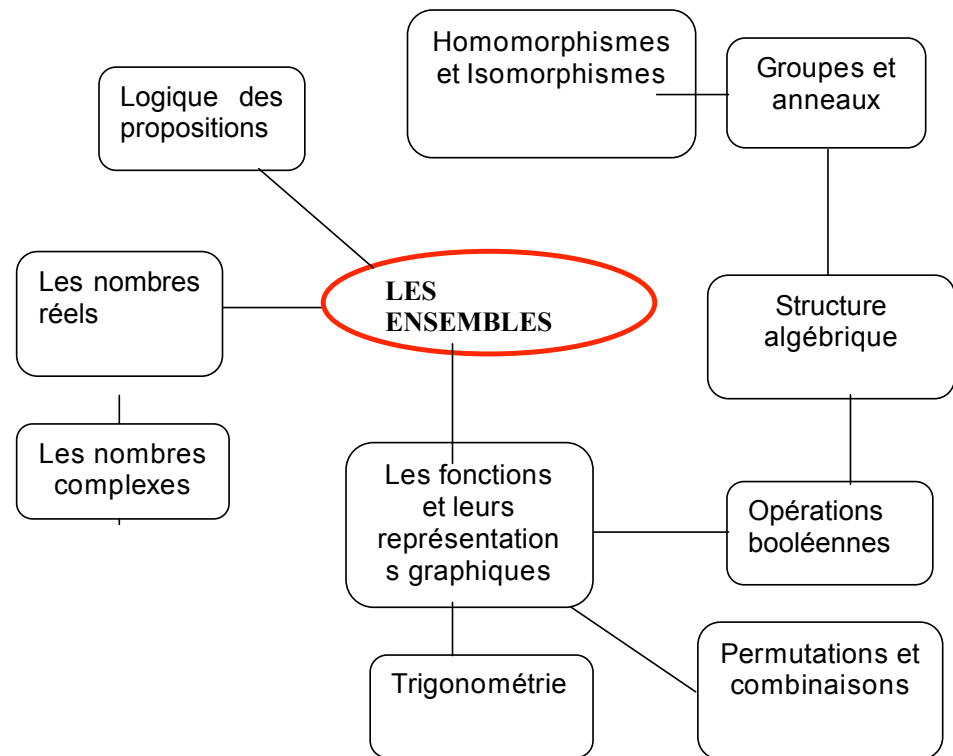 Homomorphismes
et Isomorphismes
Groupes et
anneaux
Logique des
propositions
Les nombres
réels
LES
ENSEMBLES
Structure
algébrique
Les nombres
complexes
Les fonctions
et leurs
représentation
s graphiques
Opérations
booléennes
Trigonométrie
Permutations et
combinaisons